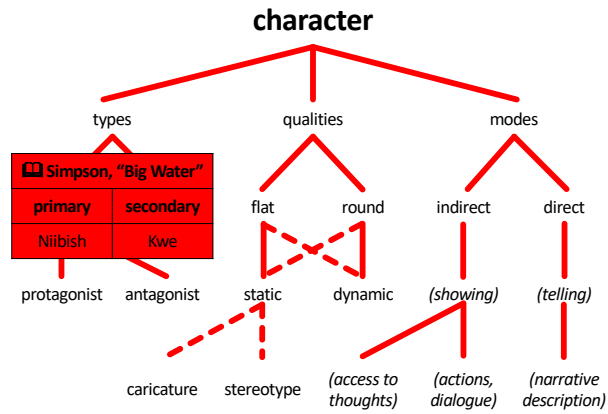 character
types qualities modes
Simpson, “Big Water”
primary secondary
flat round indirect direct
Niibish Kwe
protagonist antagonist static dynamic (showing) (telling)
caricature stereotype (access to (actions, (narrative
thoughts) dialogue) description)